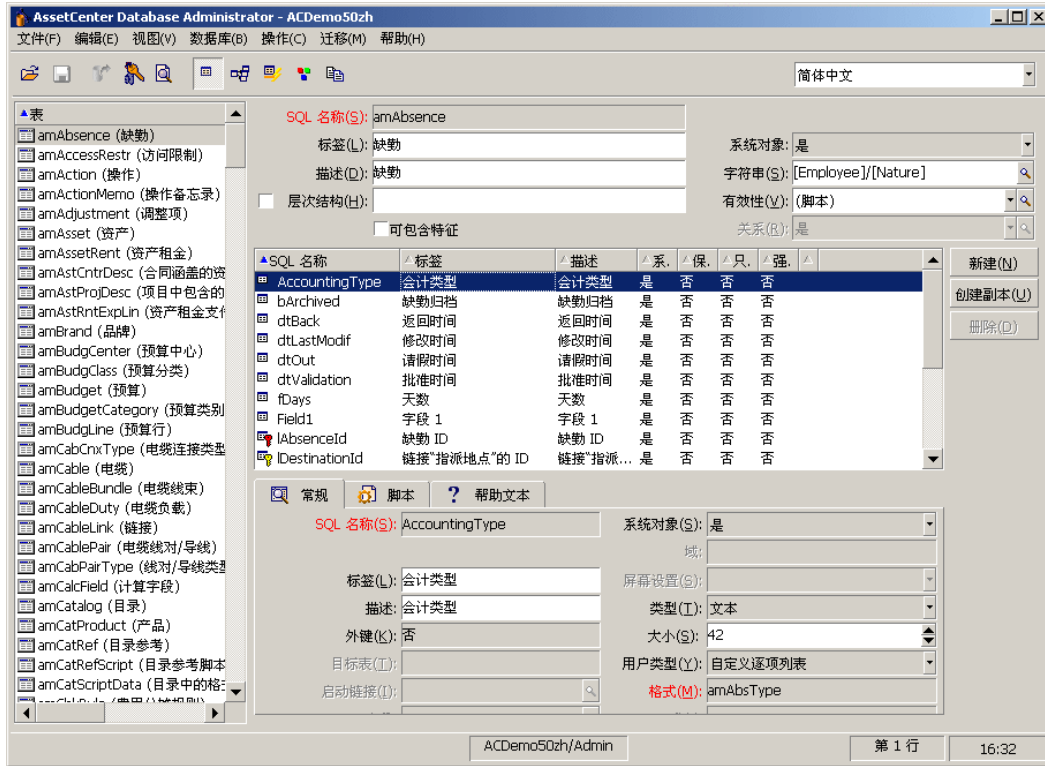 AssetCenter Database Administrator - ACDemo50zh
文件(F) 编辑(E) 视图(V) 数据库(B) 操作(C) 迁移(M) 帮助(H)
简体中文
表
amAbsence (缺勤)
amAccessRestr (访问限制)
amAction (操作)
amActionMemo (操作备忘录)
amAdjustment (调整项)
amAsset (资产)
amAssetRent (资产租金)
amAstCntrDesc (合同涵盖的资
amAstProjDesc (项目中包含的
amAstRntExpLin (资产租金支付
amBrand (品牌)
amBudgCenter (预算中心)
amBudgClass (预算分类)
amBudget (预算)
amBudgetCategory (预算类别
amBudgLine (预算行)
amCabCnxType (电缆连接类型
amCable (电缆)
amCableBundle (电缆线束)
amCableDuty (电缆负载)
amCableLink (链接)
amCablePair (电缆线对/导线)
amCabPairType (线对/导线类型
amCalcField (计算字段)
amCatalog (目录)
amCatProduct (产品)
amCatRef (目录参考)
amCatRefScript (目录参考脚本
amCatScriptData (目录中的格式
SQL 名称(S): amAbsence
标签(L): 缺勤 系统对象: 是
描述(D): 缺勤 字符串(S): [Employee]/[Nature]
层次结构(H): 有效性(V): (脚本)
可包含特征 关系(R): 是
SQL 名称 标签 描述 系. 保. 只. 强.
AccountingType 会计类型 会计类型 是 否 否 否
bArchived 缺勤归档 缺勤归档 是 否 否 否
dtBack 返回时间 返回时间 是 否 否 否
dtLastModif 修改时间 修改时间 是 否 否 否
dtOut 请假时间 请假时间 是 否 否 否
dtValidation 批准时间 批准时间 是 否 否 否
fDays 天数 天数 是 否 否 否
Field1 字段 1 字段 1 是 否 否 否
lAbsenceId 缺勤 ID 缺勤 ID 是 否 否 否
lDestinationId 链接"指派地点"的 ID 链接"指派... 是 否 否 否
新建(N)
创建副本(U)
删除(D)
常规 脚本 帮助文本
SQL 名称(S): AccountingType 系统对象(S): 是
域:
标签(L): 会计类型 屏幕设置(S):
描述: 会计类型 类型(T): 文本
外键(K): 否 大小(S): 42
目标表(T): 用户类型(Y): 自定义逐项列表
启动链接(I): 格式(M): amAbsType
ACDemo50zh/Admin 第 1 行 16:32